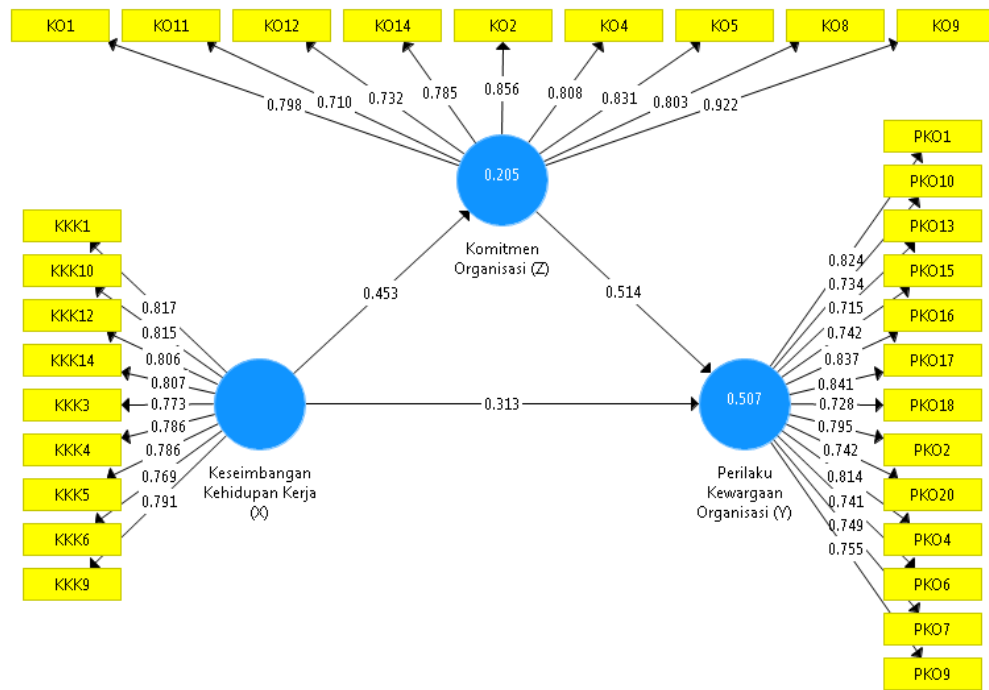 KO1
KO11
KO12
KO14
KO2
KO4
KO5
KO8
KO9
0.798
0.710
0.732
0.785
0.856
0.808
0.831
0.803
0.922
0.205
Komitmen
Organisasi (Z)
KKK1
KKK10
KKK12
KKK14
KKK3
KKK4
KKK5
KKK6
KKK9
0.817
0.815
0.806
0.807
0.773
0.786
0.786
0.769
0.791
Keseimbangan
Kehidupan Kerja
(X)
0.453
0.514
0.313
0.507
Perilaku
Kewargaan
Organisasi (Y)
0.824
0.734
0.715
0.742
0.837
0.841
0.728
0.795
0.742
0.814
0.741
0.749
0.755
PKO1
PKO10
PKO13
PKO15
PKO16
PKO17
PKO18
PKO2
PKO20
PKO4
PKO6
PKO7
PKO9